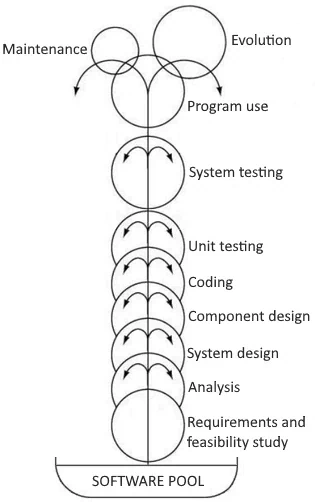 Evolution
Maintenance
Program use
System testing
Unit testing
Coding
Component design
System design
Analysis
Requirements and
feasibility study
SOFTWARE POOL